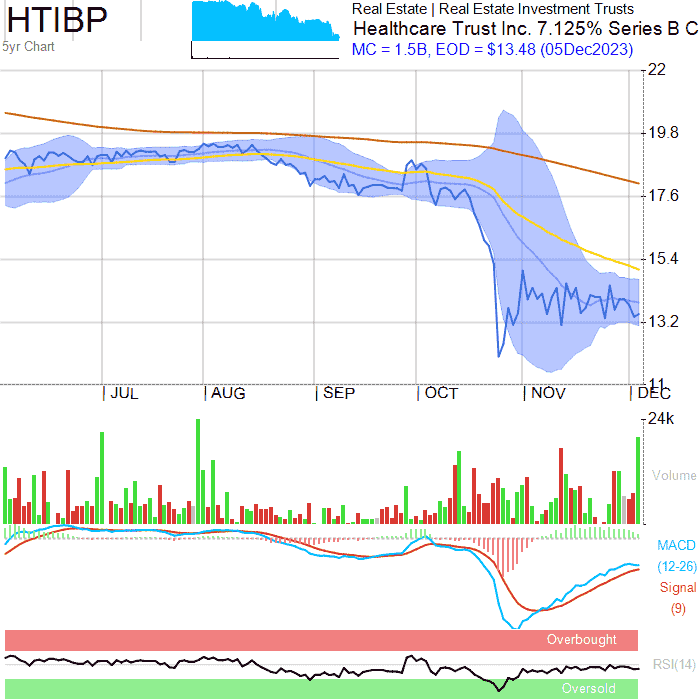 HTIBP
5yr Chart
Real Estate | Real Estate Investment Trusts
Healthcare Trust Inc. 7.125% Series B C
MC = 1.5B, EOD = $13.48 (05Dec2023)
22
19.8
17.6
15.4
13.2
11
JUL AUG SEP OCT NOV DEC
24k
Volume
MACD
(12-26)
Signal
(9)
Overbought
RSI(14)
Oversold